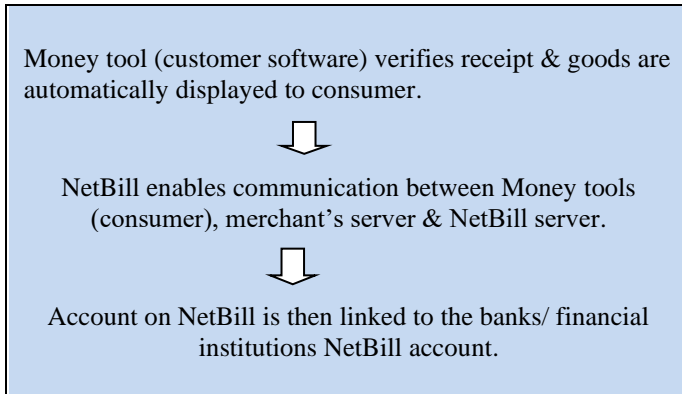 Money tool (customer software) verifies receipt & goods are
automatically displayed to consumer.
NetBill enables communication between Money tools
(consumer), merchant's server & NetBill server.
Account on NetBill is then linked to the banks/ financial
institutions NetBill account.